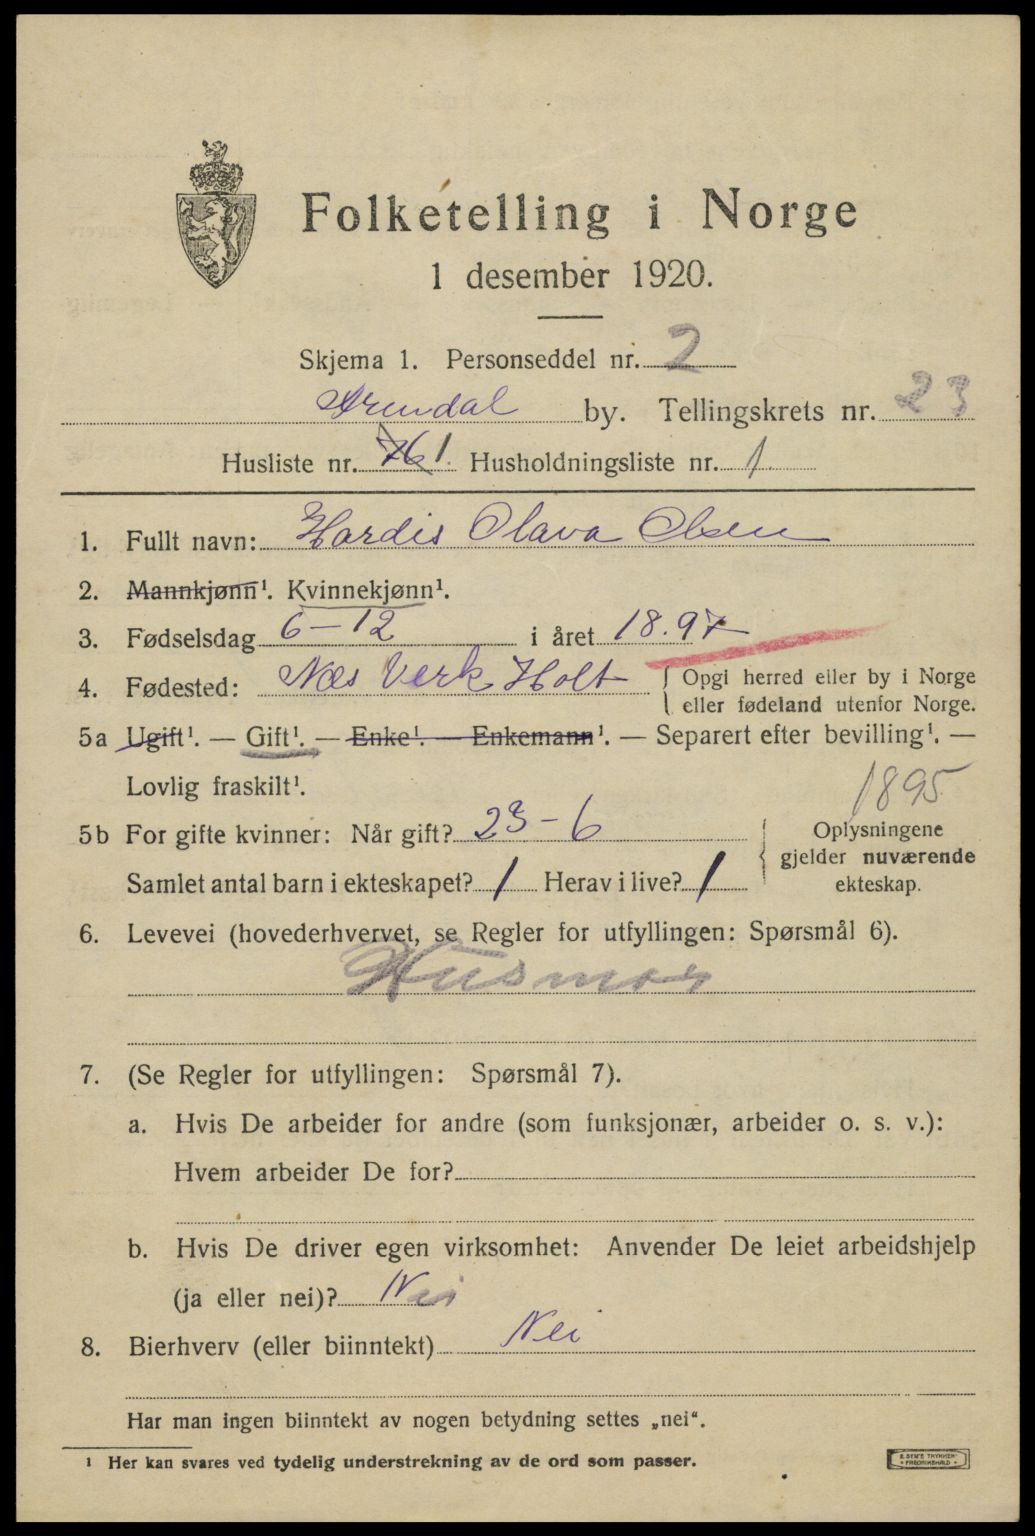 Folketelling i Norge
1 desember 1920.
Skjema 1. Personseddel nr. 2
Arendal by. Tellingskrets nr. 23
Husliste nr. 76 1. Husholdningsliste nr. 1
1. Fullt navn: Hardis Olava Olsen
2. Mannkjønn¹. Kvinnekjønn¹.
3. Fødselsdag 6-12 i året 18.97
4. Fødested: Næs Verk Holt { Opgi herred eller by i Norge
eller fødeland utenfor Norge.
5a Ugift¹. — Gift¹. — Enke¹. — Enkemann¹. — Separert efter bevilling¹. —
Lovlig fraskilt¹.
1895
5b For gifte kvinner: Når gift? 23-6
Samlet antal barn i ekteskapet? 1 Herav i live? 1
Oplysningene
gjelder nuværende
ekteskap.
6. Levevei (hovederhvervet, se Regler for utfyllingen: Spørsmål 6).
Husmor
7. (Se Regler for utfyllingen: Spørsmål 7).
a. Hvis De arbeider for andre (som funksjonær, arbeider o. s. v.):
Hvem arbeider De for?
b. Hvis De driver egen virksomhet: Anvender De leiet arbeidshjelp
(ja eller nei)? Nei
8. Bierhverv (eller biinntekt) Nei
Har man ingen biinntekt av nogen betydning settes „nei“.
¹ Her kan svares ved tydelig understrekning av de ord som passer.